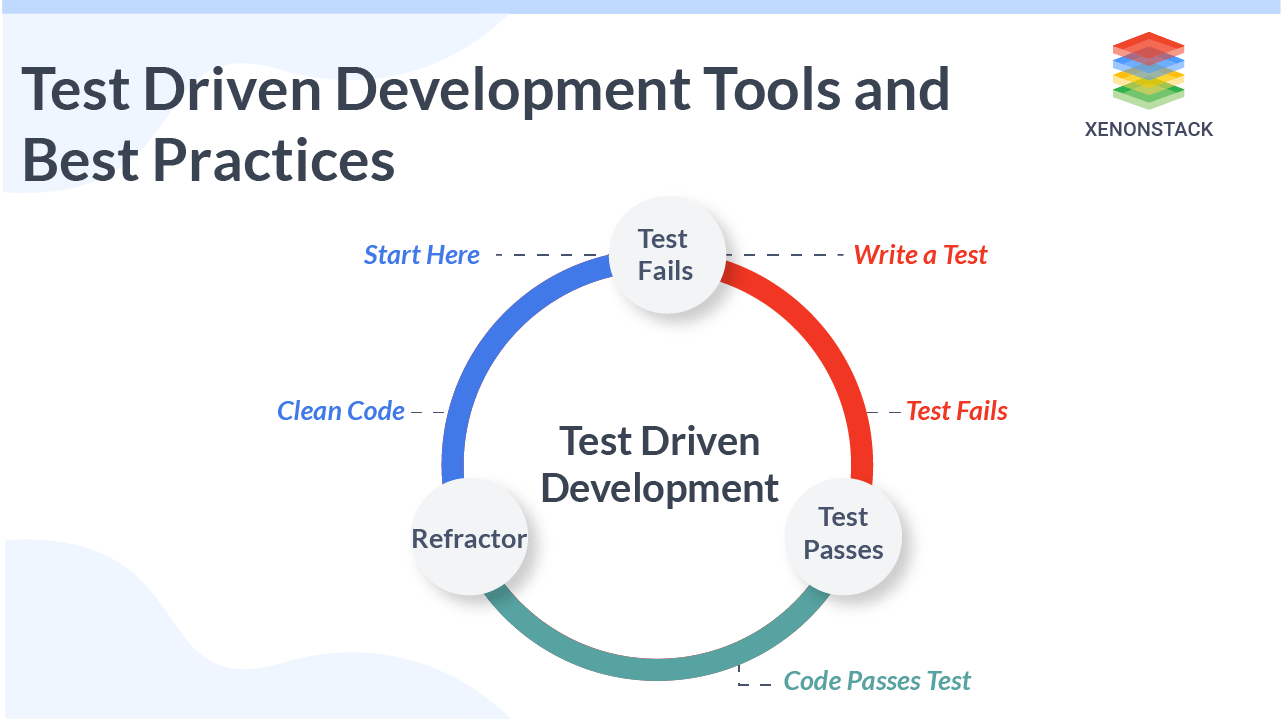 Test Driven Development Tools and
Best Practices
XENONSTACK
Start Here
Test
Fails
Write a Test
Clean Code
Test Fails
Test Driven
Development
Refractor
Test
Passes
Code Passes Test